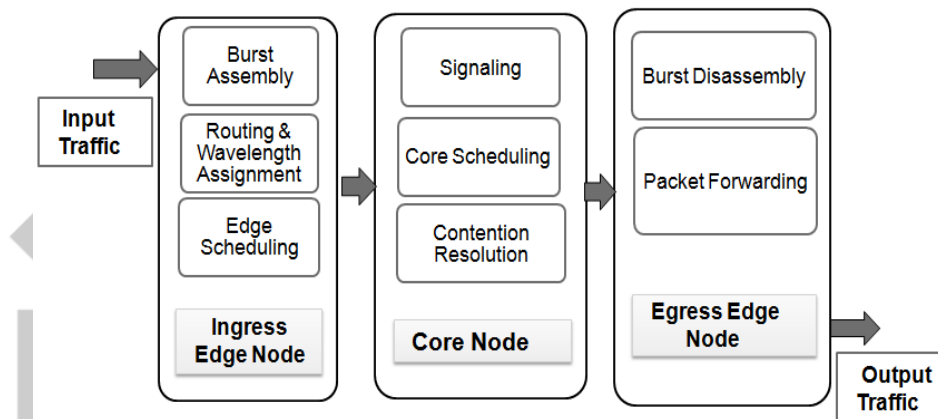 Input
Traffic
Burst
Assembly
Routing &
Wavelength
Assignment
Edge
Scheduling
Ingress
Edge Node
Signaling
Core Scheduling
Contention
Resolution
Core Node
Burst Disassembly
Packet Forwarding
Egress Edge
Node
Output
Traffic